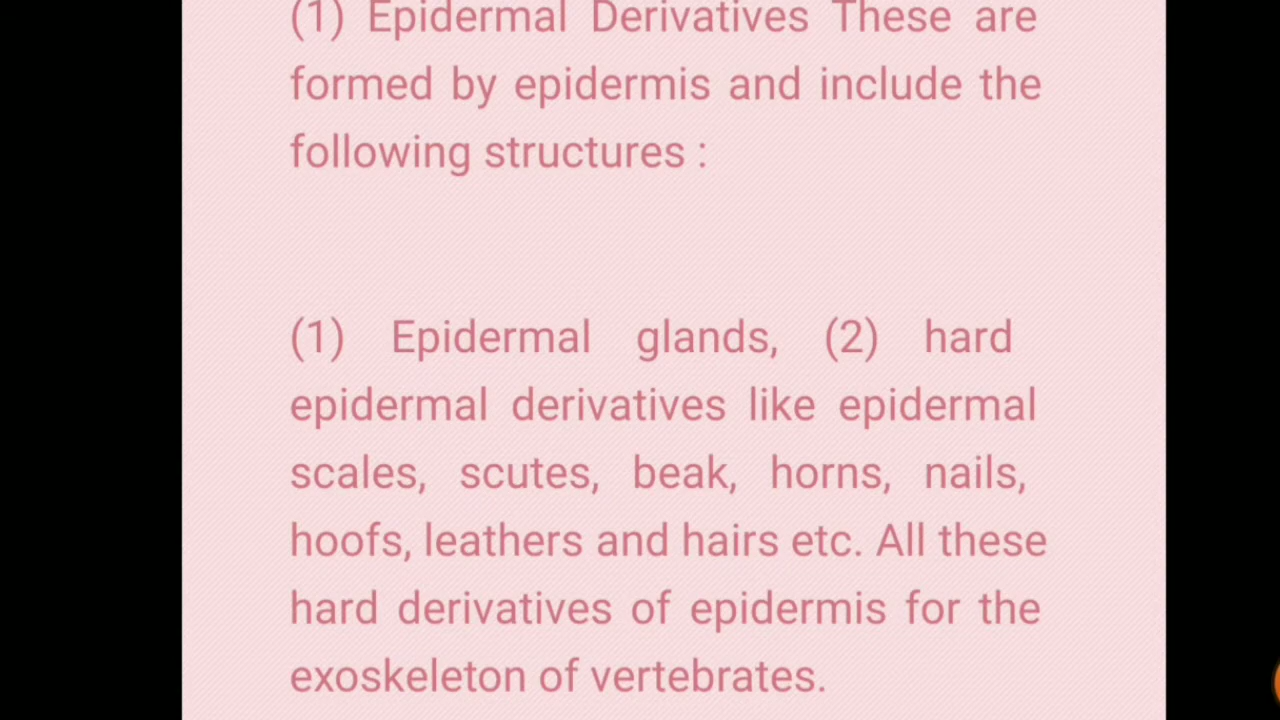 (1) Epidermal Derivatives These are
formed by epidermis and include the
following structures :
(1) Epidermal glands, (2) hard
epidermal derivatives like epidermal
scales, scutes, beak, horns, nails,
hoofs, leathers and hairs etc. All these
hard derivatives of epidermis for the
exoskeleton of vertebrates.